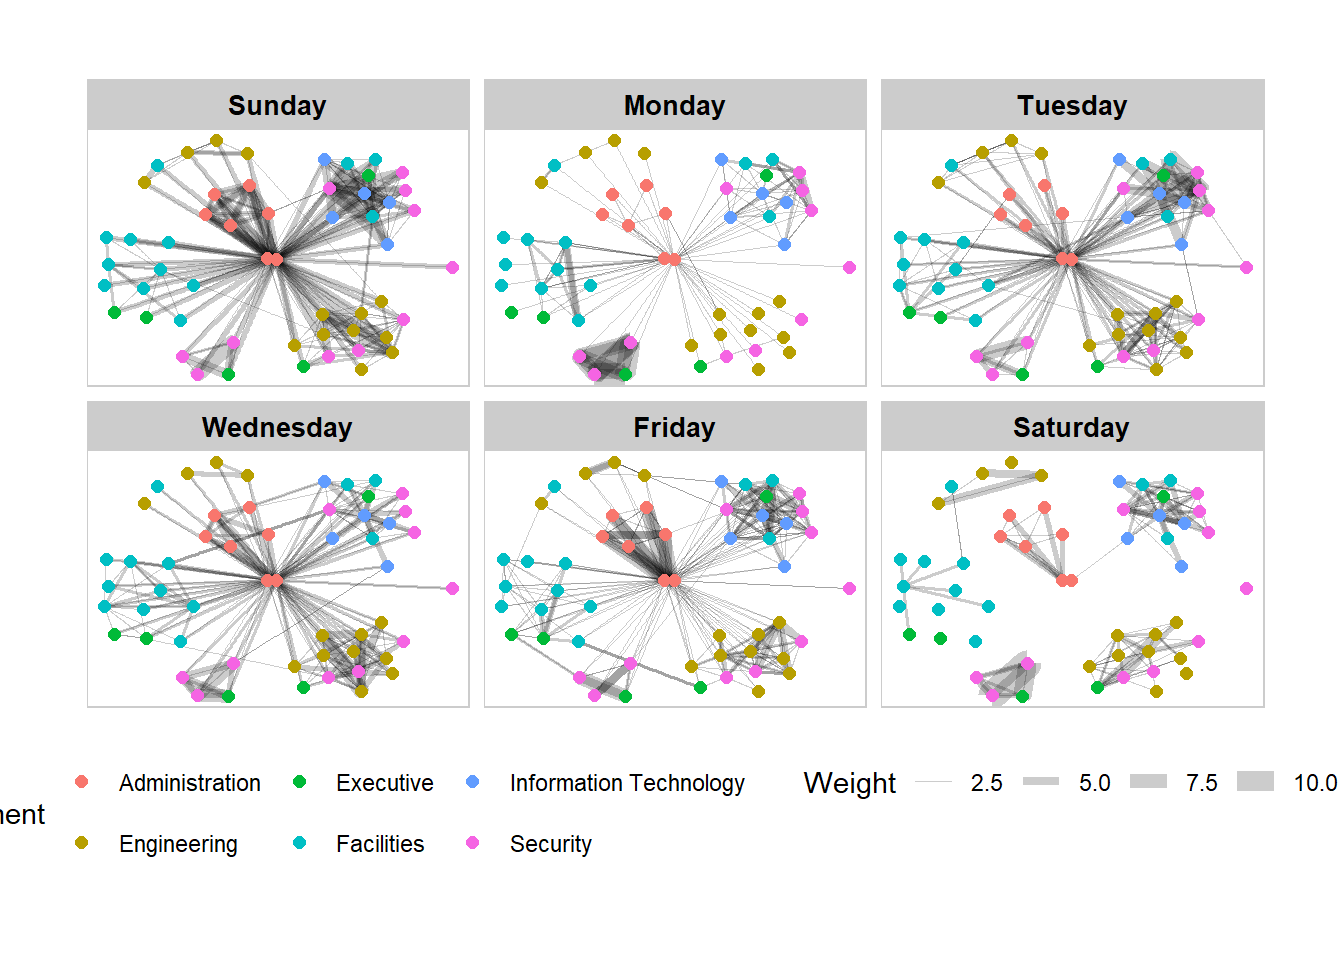 Sunday
Monday
Tuesday
Wednesday
Friday
Saturday
Administration Executive Information Technology Weight 2.5 5.0 7.5 10.0
Engineering Facilities Security